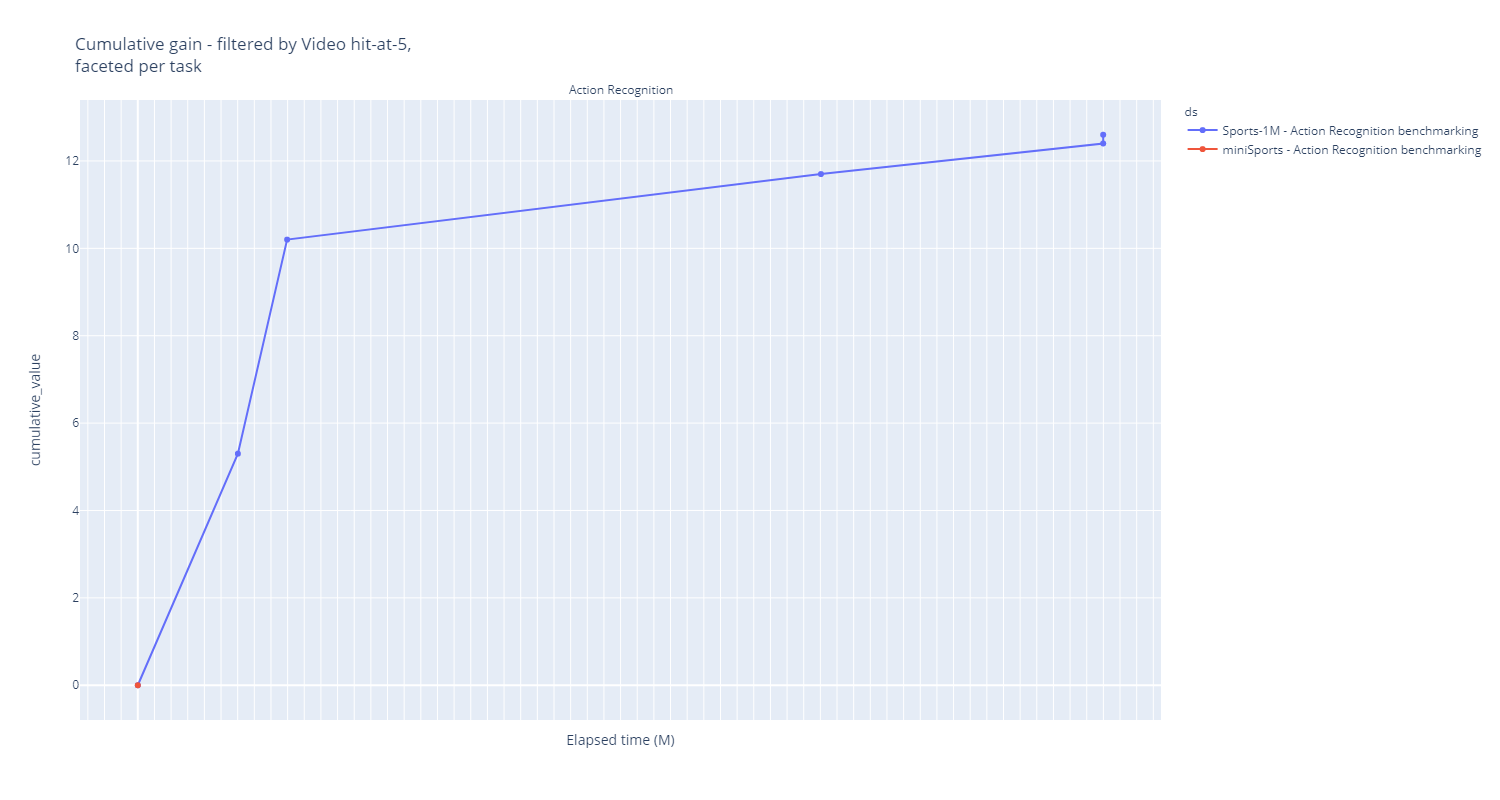 Cumulative gain - filtered by Video hit-at-5,
faceted per task
Action Recognition
ds
Sports-1M - Action Recognition benchmarking
miniSports - Action Recognition benchmarking
12
10
8
6
4
2
0
cumulative_value
Elapsed time (M)